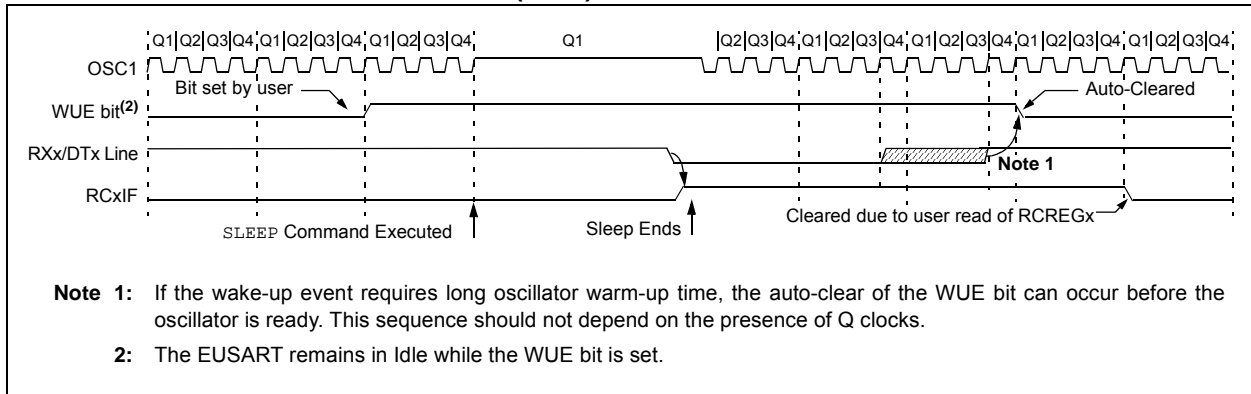 Q1 Q2 Q3 Q4 Q1 Q2 Q3 Q4 Q1 Q2 Q3 Q4 Q1 Q2 Q3 Q4 Q1 Q2 Q3 Q4 Q1 Q2 Q3 Q4 Q1 Q2 Q3 Q4
OSC1
Bit set by user
Auto-Cleared
WUE bit(2)
RXx/DTx Line
Note 1
RCxIF
Cleared due to user read of RCREGx
SLEEP Command Executed
Sleep Ends
Note 1: If the wake-up event requires long oscillator warm-up time, the auto-clear of the WUE bit can occur before the
oscillator is ready. This sequence should not depend on the presence of Q clocks.
2: The EUSART remains in Idle while the WUE bit is set.